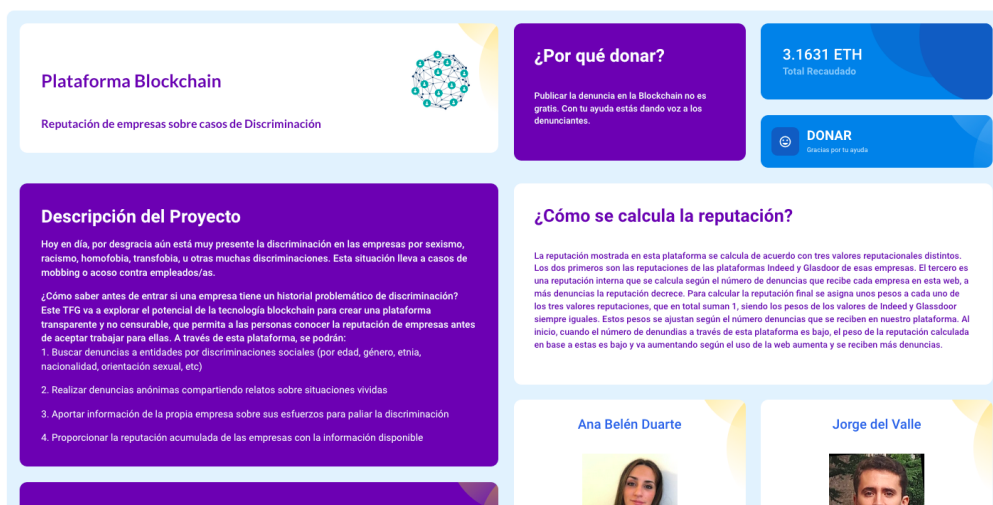 Plataforma Blockchain
Reputación de empresas sobre casos de Discriminación
¿Por qué donar?
Publicar la denuncia en la Blockchain no es
gratis. Con tu ayuda estás dando voz a los
denunciantes.
3.1631 ETH
Total Recaudado
DONAR
Gracias por tu ayuda
Descripción del Proyecto
Hoy en día, por desgracia aún está muy presente la discriminación en las empresas por sexismo,
racismo, homofobia, transfobia, u otras muchas discriminaciones. Esta situación lleva a casos de
mobbing o acoso contra empleados/as.
¿Cómo saber antes de entrar si una empresa tiene un historial problemático de discriminación?
Este TFG va a explorar el potencial de la tecnología blockchain para crear una plataforma
transparente y no censurable, que permita a las personas conocer la reputación de empresas antes
de aceptar trabajar para ellas. A través de esta plataforma, se podrán:
1. Buscar denuncias a entidades por discriminaciones sociales (por edad, género, etnia,
nacionalidad, orientación sexual, etc)
2. Realizar denuncias anónimas compartiendo relatos sobre situaciones vividas
3. Aportar información de la propia empresa sobre sus esfuerzos para paliar la discriminación
4. Proporcionar la reputación acumulada de las empresas con la información disponible
¿Cómo se calcula la reputación?
La reputación mostrada en esta plataforma se calcula de acuerdo con tres valores reputacionales distintos.
Los dos primeros son las reputaciones de las plataformas Indeed y Glasdoor de esas empresas. El tercero es
una reputación interna que se calcula según el número de denuncias que recibe cada empresa en esta web, a
más denuncias la reputación decrece. Para calcular la reputación final se asigna unos pesos a cada uno de
los tres valores reputaciones, que en total suman 1, siendo los pesos de los valores de Indeed y Glassdoor
siempre iguales. Estos pesos se ajustan según el número denuncias que se reciben en nuestro plataforma. Al
inicio, cuando el número de denundias a través de esta plataforma es bajo, el peso de la reputación calculada
en base a estas es bajo y va aumentando según el uso de la web aumenta y se reciben más denuncias.
Ana Belén Duarte
Jorge del Valle